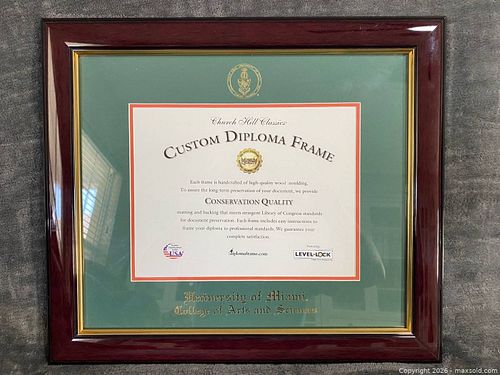 Church Hill Classics
CUSTOM DIPLOMA FRAME
Each frame is handcrafted of high-quality wood moulding.
To assure the long-term preservation of your document, we provide
CONSERVATION QUALITY
matting and backing that meets stringent Library of Congress standards
for document preservation. Each frame includes easy instructions to
frame your diploma to professional standards. We guarantee your
complete satisfaction.
USA
diplomaframe.com
LEVEL-LOCK
University of Miami
College of Arts and Sciences
Copyright 2026 - maxsold.com